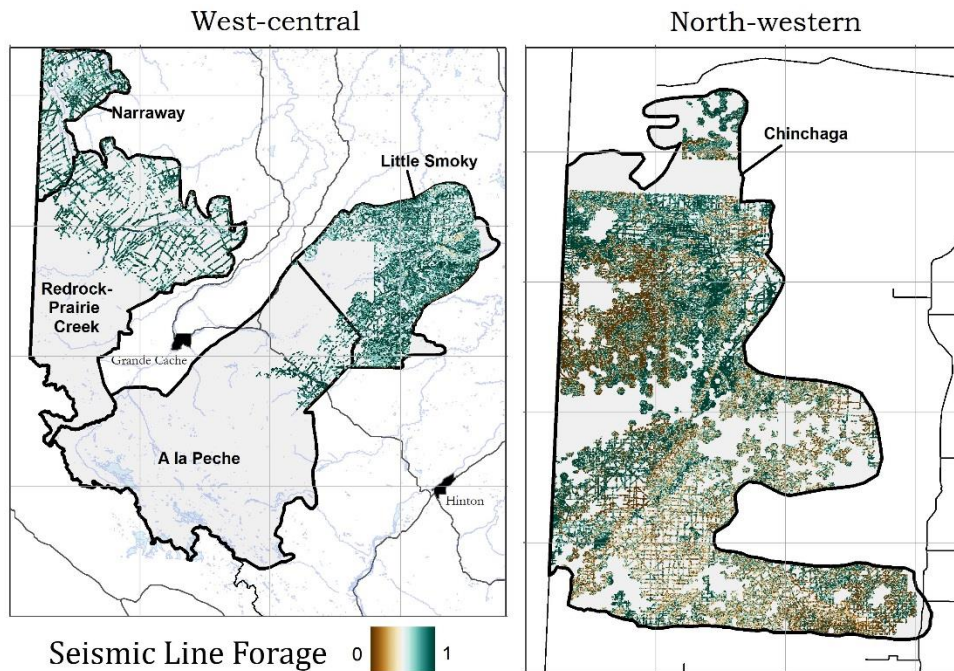 West-central
North-western
Narraway
Little Smoky
Chinchaga
Redrock-
Prairie
Creek
Grande Cache
A la Peche
Hinton
Seismic Line Forage 0 1